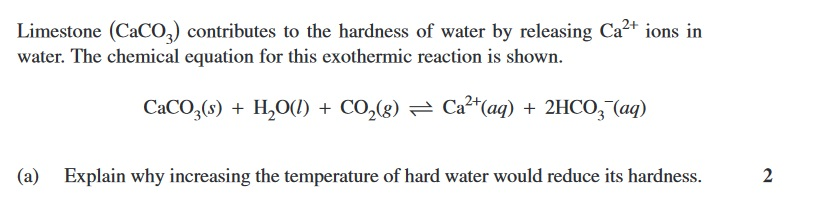 Limestone (CaCO₃) contributes to the hardness of water by releasing Ca²⁺ ions in
water. The chemical equation for this exothermic reaction is shown.
CaCO₃(s) + H₂O(l) + CO₂(g) ⇌ Ca²⁺(aq) + 2HCO₃⁻(aq)
(a) Explain why increasing the temperature of hard water would reduce its hardness. 2